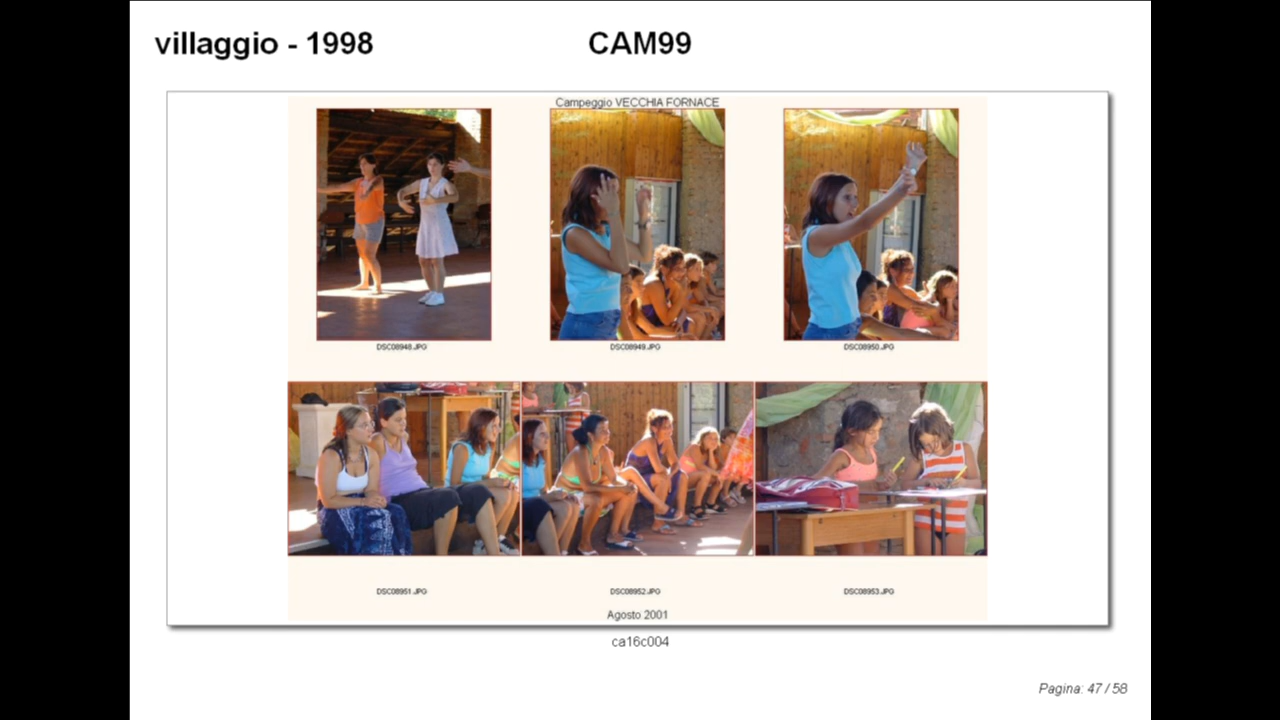 villaggio - 1998
CAM99
Campeggio VECCHIA FORNACE
DSC08948.JPG
DSC08949.JPG
DSC08950.JPG
DSC08951.JPG
DSC08952.JPG
DSC08953.JPG
Agosto 2001
ca16c004
Pagina: 47 / 58